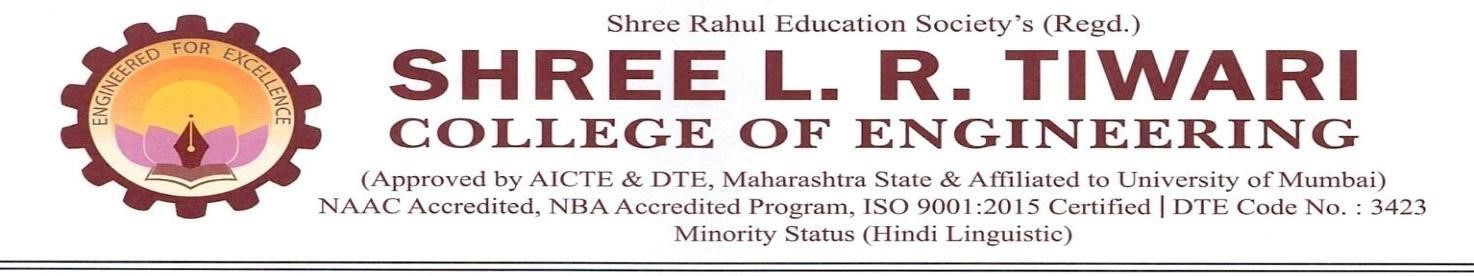 Shree Rahul Education Society's (Regd.)
ENGINEERED FOR EXCELLENCE
SHREE L. R. TIWARI
COLLEGE OF ENGINEERING
(Approved by AICTE & DTE, Maharashtra State & Affiliated to University of Mumbai)
NAAC Accredited, NBA Accredited Program, ISO 9001:2015 Certified | DTE Code No. : 3423
Minority Status (Hindi Linguistic)